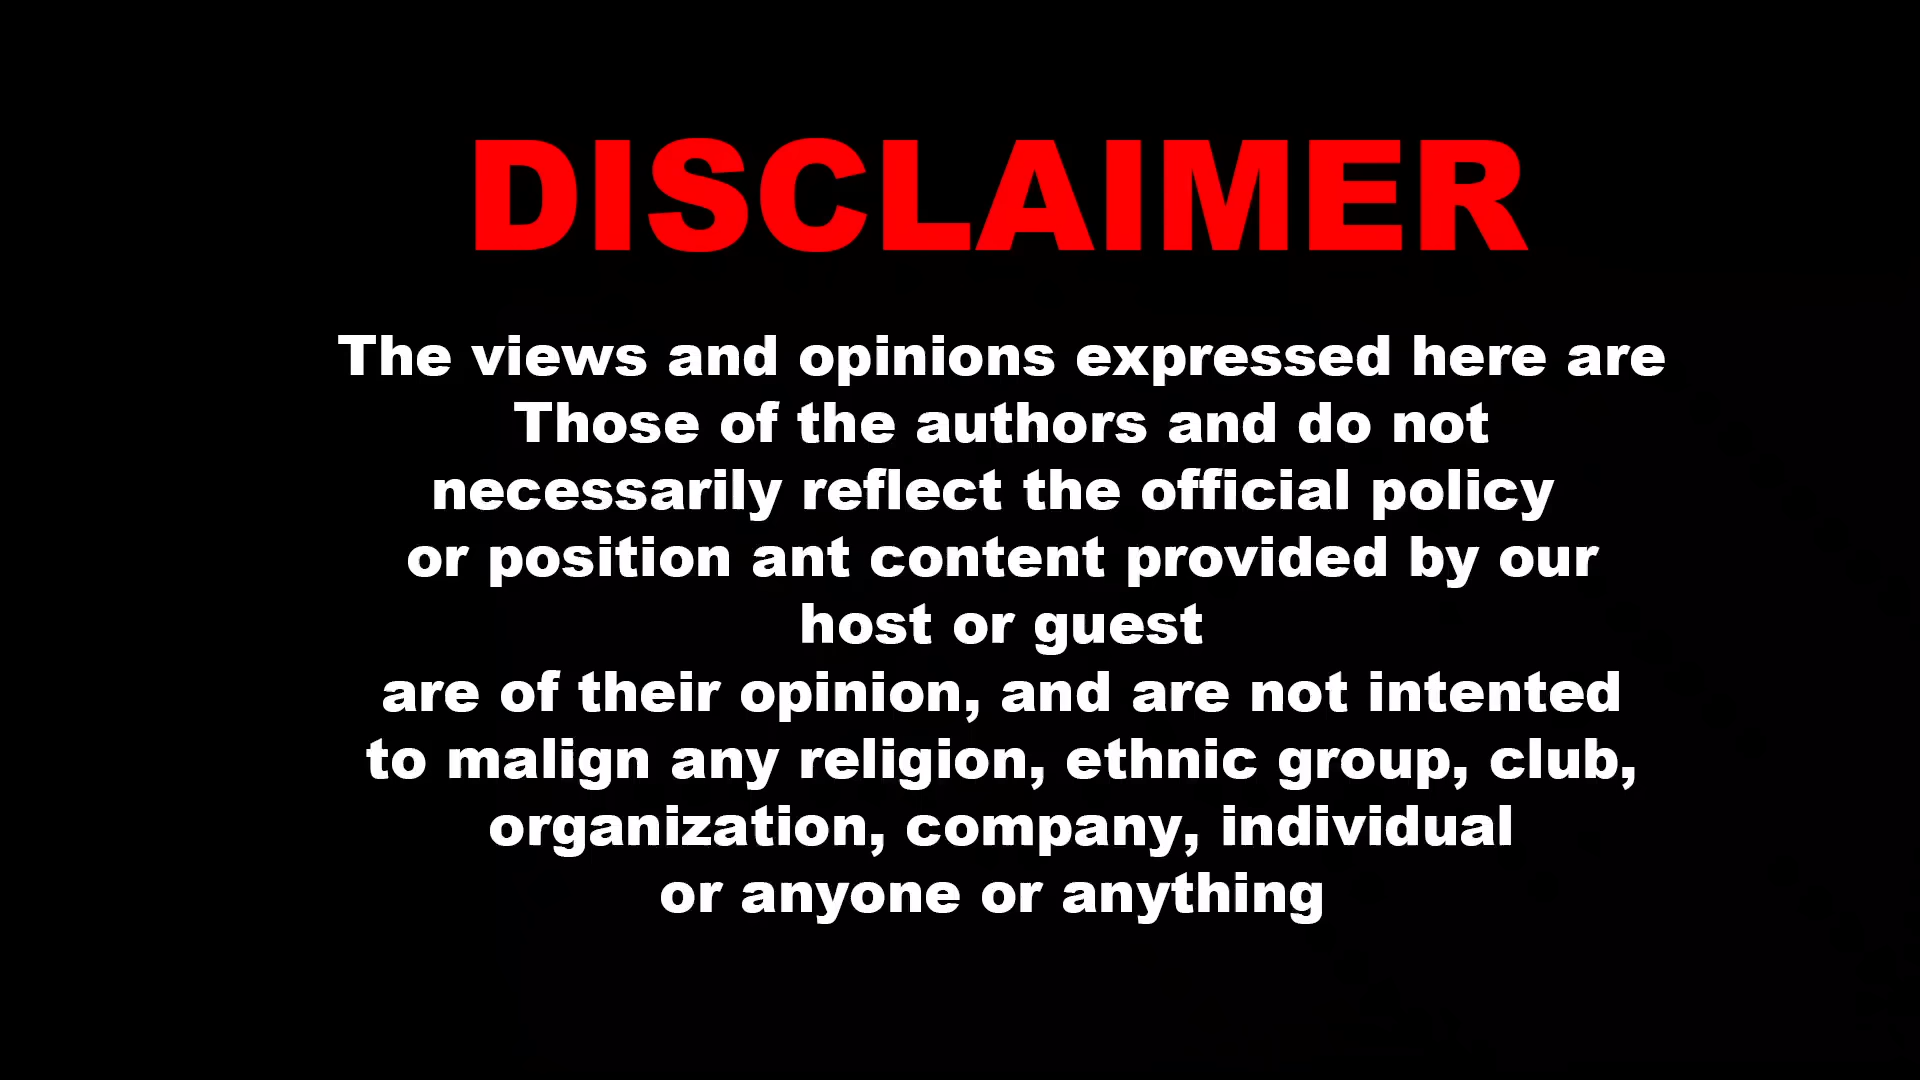 DISCLAIMER
The views and opinions expressed here are
Those of the authors and do not
necessarily reflect the official policy
or position ant content provided by our
host or guest
are of their opinion, and are not intented
to malign any religion, ethnic group, club,
organization, company, individual
or anyone or anything